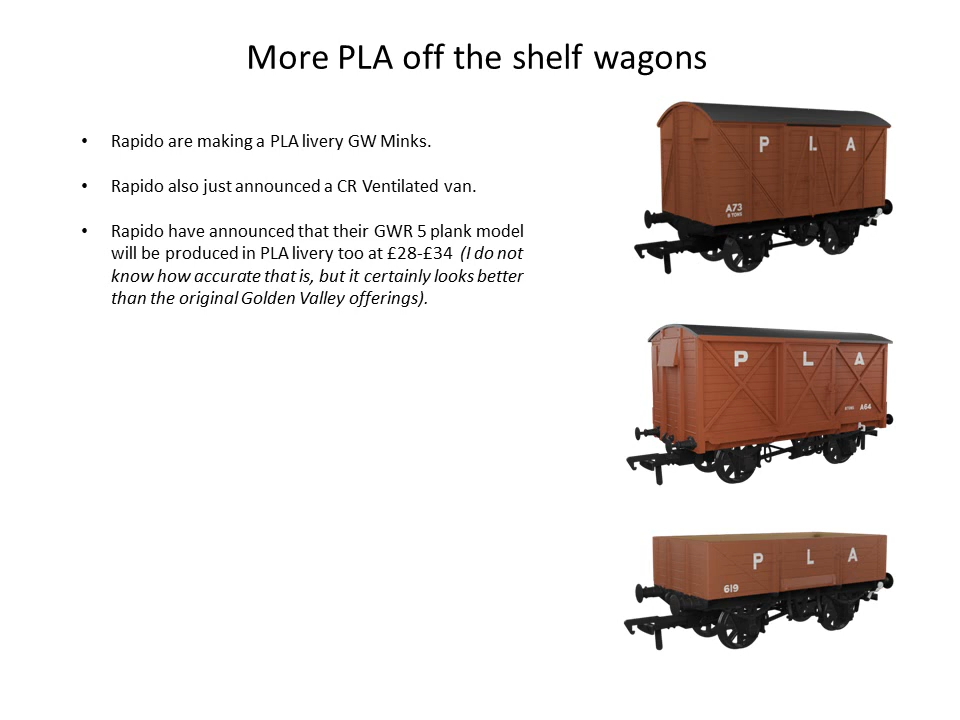 More PLA off the shelf wagons
• Rapido are making a PLA livery GW Minks.
• Rapido also just announced a CR Ventilated van.
• Rapido have announced that their GWR 5 plank model
will be produced in PLA livery too at £28-£34 (I do not
know how accurate that is, but it certainly looks better
than the original Golden Valley offerings).
P L A
A73
8 TONS
P L A
A64
P L A
619